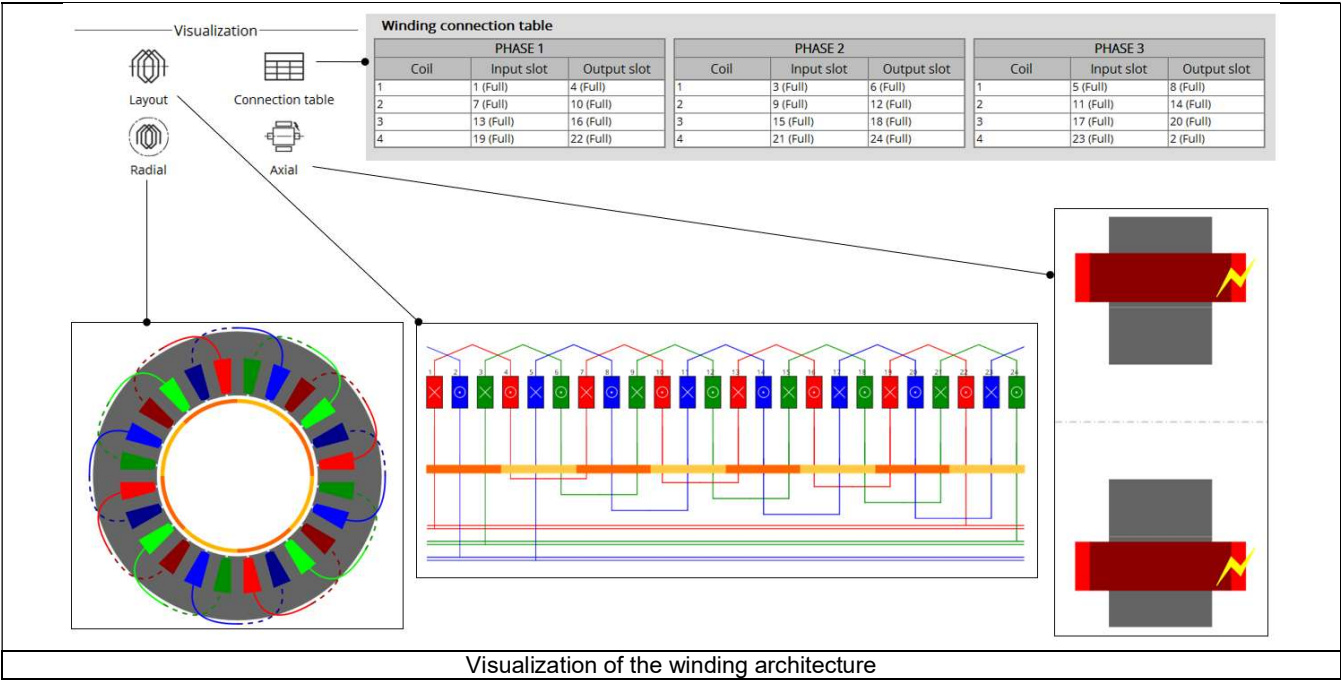 Visualization
Layout
Connection table
Radial
Axial
Winding connection table
PHASE 1
PHASE 2
PHASE 3
Coil Input slot Output slot Coil Input slot Output slot Coil Input slot Output slot
1 1 (Full) 4 (Full) 1 3 (Full) 6 (Full) 1 5 (Full) 8 (Full)
2 7 (Full) 10 (Full) 2 9 (Full) 12 (Full) 2 11 (Full) 14 (Full)
3 13 (Full) 16 (Full) 3 15 (Full) 18 (Full) 3 17 (Full) 20 (Full)
4 19 (Full) 22 (Full) 4 21 (Full) 24 (Full) 4 23 (Full) 2 (Full)
1 2 3 4 5 6 7 8 9 10 11 12 13 14 15 16 17 18 19 20 21 22 23 24
Visualization of the winding architecture